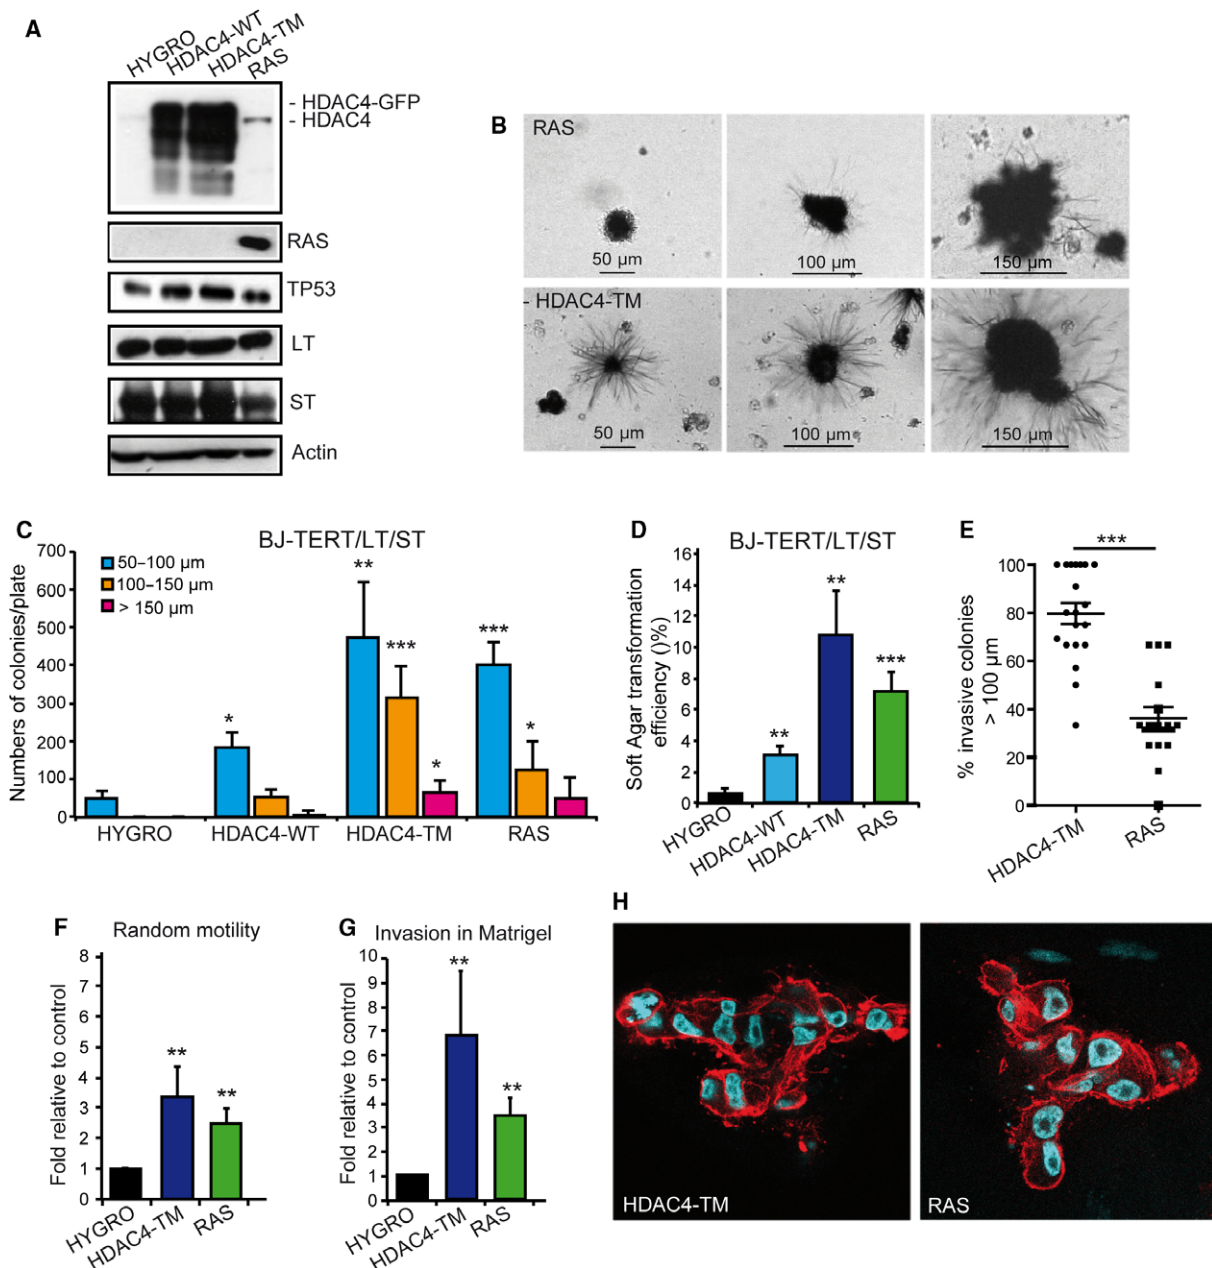 A
HYGRO
HDAC4-WT
HDAC4-TM
RAS
- HDAC4-GFP
- HDAC4
RAS
TP53
LT
ST
Actin
B
RAS
50 µm
100 µm
150 µm
- HDAC4-TM
50 µm
100 µm
150 µm
C
BJ-TERT/LT/ST
50–100 µm
100–150 µm
> 150 µm
Numbers of colonies/plate
700
600
500
400
300
200
100
0
*
**
***
*
***
*
HYGRO
HDAC4-WT
HDAC4-TM
RAS
D
BJ-TERT/LT/ST
Soft Agar transformation
efficiency ()%)
16
14
12
10
8
6
4
2
0
**
**
***
HYGRO
HDAC4-WT
HDAC4-TM
RAS
E
***
% invasive colonies
> 100 µm
100
80
60
40
20
0
HDAC4-TM
RAS
F
Random motility
Fold relative to control
8
7
6
5
4
3
2
1
0
**
**
HYGRO
HDAC4-TM
RAS
G
Invasion in Matrigel
Fold relative to control
10
9
8
7
6
5
4
3
2
1
0
**
**
HYGRO
HDAC4-TM
RAS
H
HDAC4-TM
RAS